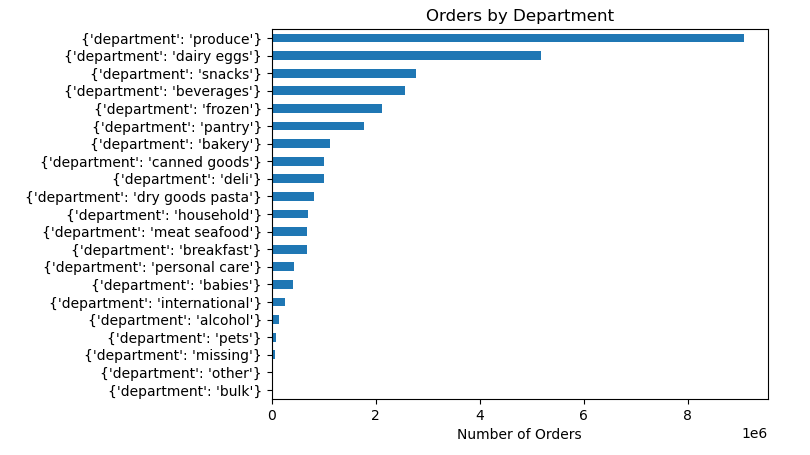 Orders by Department
{'department': 'produce'}
{'department': 'dairy eggs'}
{'department': 'snacks'}
{'department': 'beverages'}
{'department': 'frozen'}
{'department': 'pantry'}
{'department': 'bakery'}
{'department': 'canned goods'}
{'department': 'deli'}
{'department': 'dry goods pasta'}
{'department': 'household'}
{'department': 'meat seafood'}
{'department': 'breakfast'}
{'department': 'personal care'}
{'department': 'babies'}
{'department': 'international'}
{'department': 'alcohol'}
{'department': 'pets'}
{'department': 'missing'}
{'department': 'other'}
{'department': 'bulk'}
0 2 4 6 8
Number of Orders
1e6